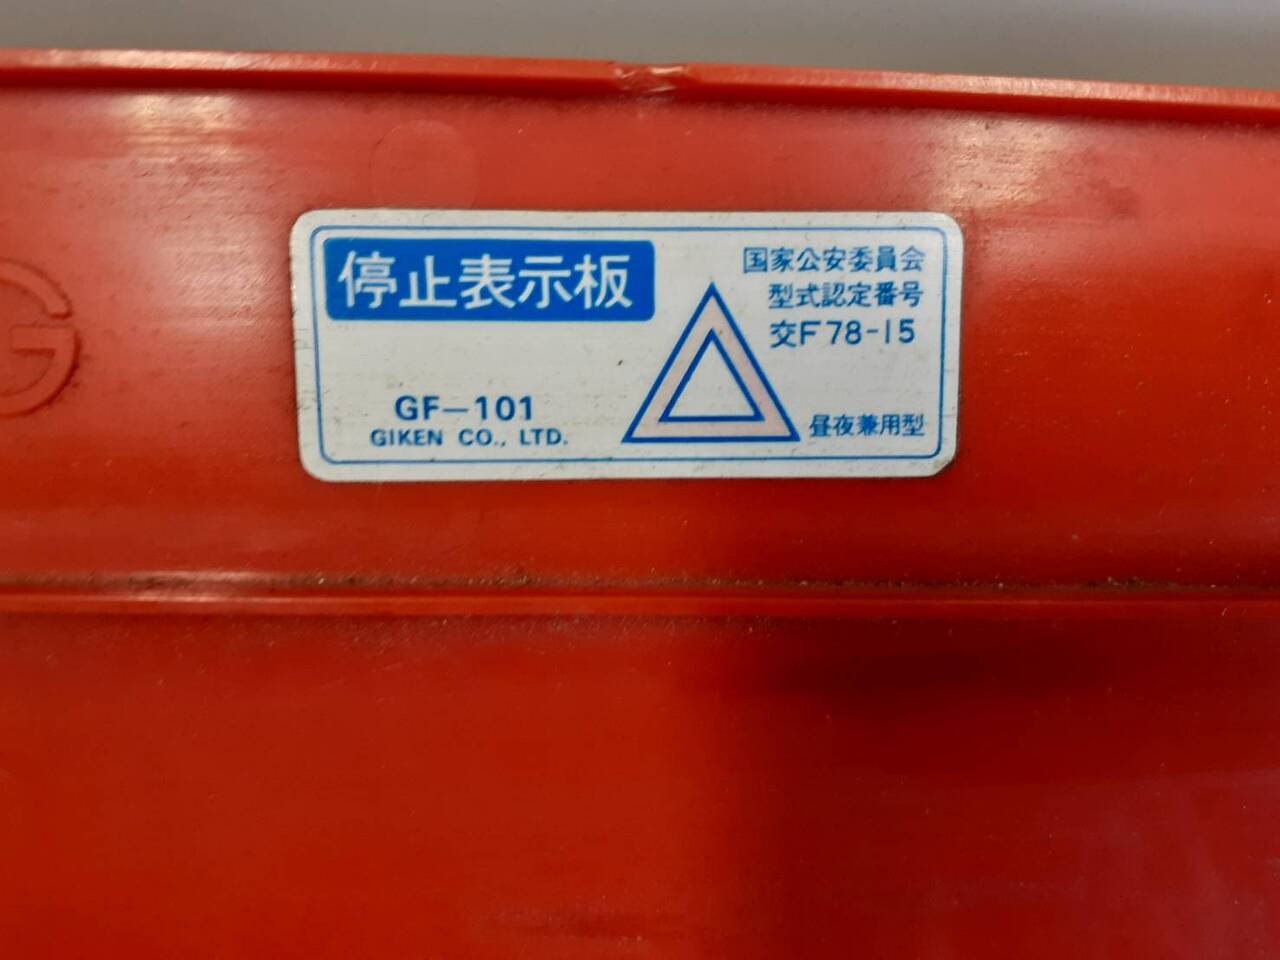 停止表示板
国家公安委員会
型式認定番号
交F78-15
GF-101
GIKEN CO., LTD.
昼夜兼用型
G